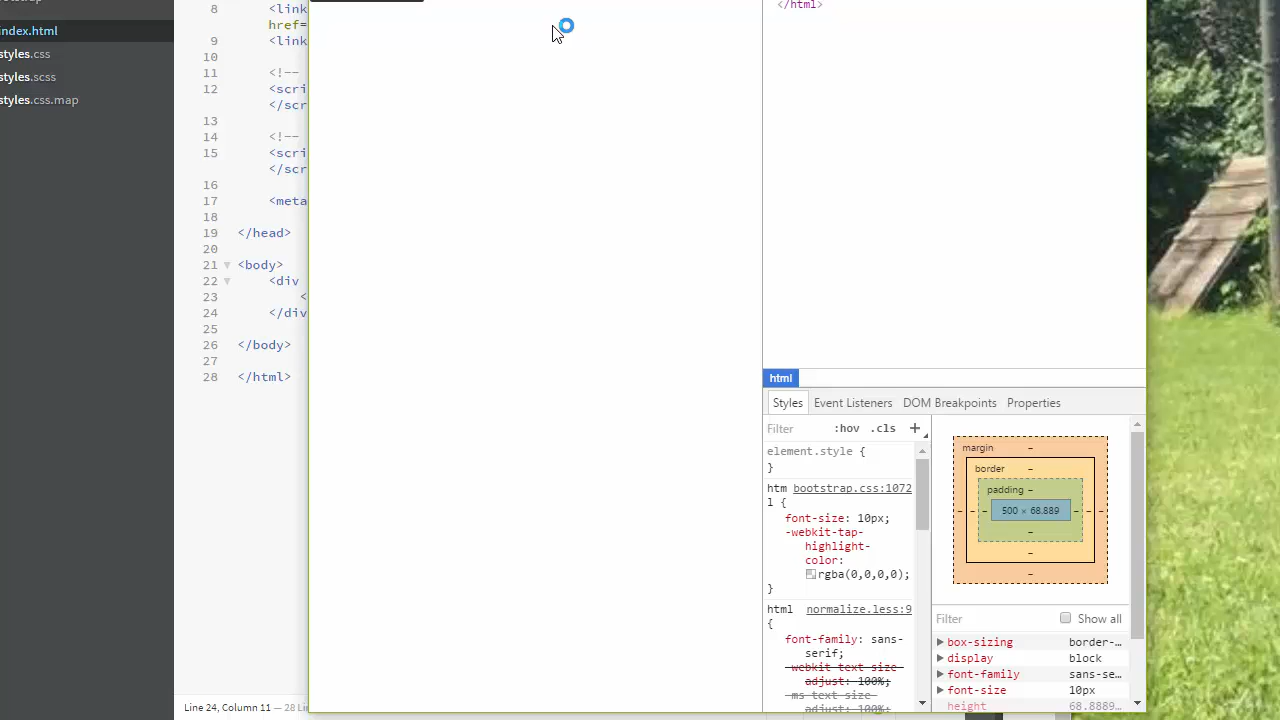 index.html
styles.css
styles.scss
styles.css.map
8 <link
href=
9 <link
10
11 <!--
12 <scri
</scr
13
14 <!--
15 <scri
</scr
16
17 <meta
18
19 </head>
20
21 <body>
22 <div
23 <
24 </div
25
26 </body>
27
28 </html>
Line 24, Column 11 — 28 Li
</html>
html
Styles Event Listeners DOM Breakpoints Properties
Filter :hov .cls +
element.style {
}
htm bootstrap.css:1072
l {
font-size: 10px;
-webkit-tap-
highlight-
color:
rgba(0,0,0,0);
}
html normalize.less:9
{
font-family: sans-
serif;
-webkit-text-size-
adjust: 100%;
-ms-text-size-
adjust: 100%;
margin –
border –
padding –
– – – 500 × 68.889 – – –
–
–
–
Filter Show all
box-sizing border-…
display block
font-family sans-se…
font-size 10px
height 68.8889…